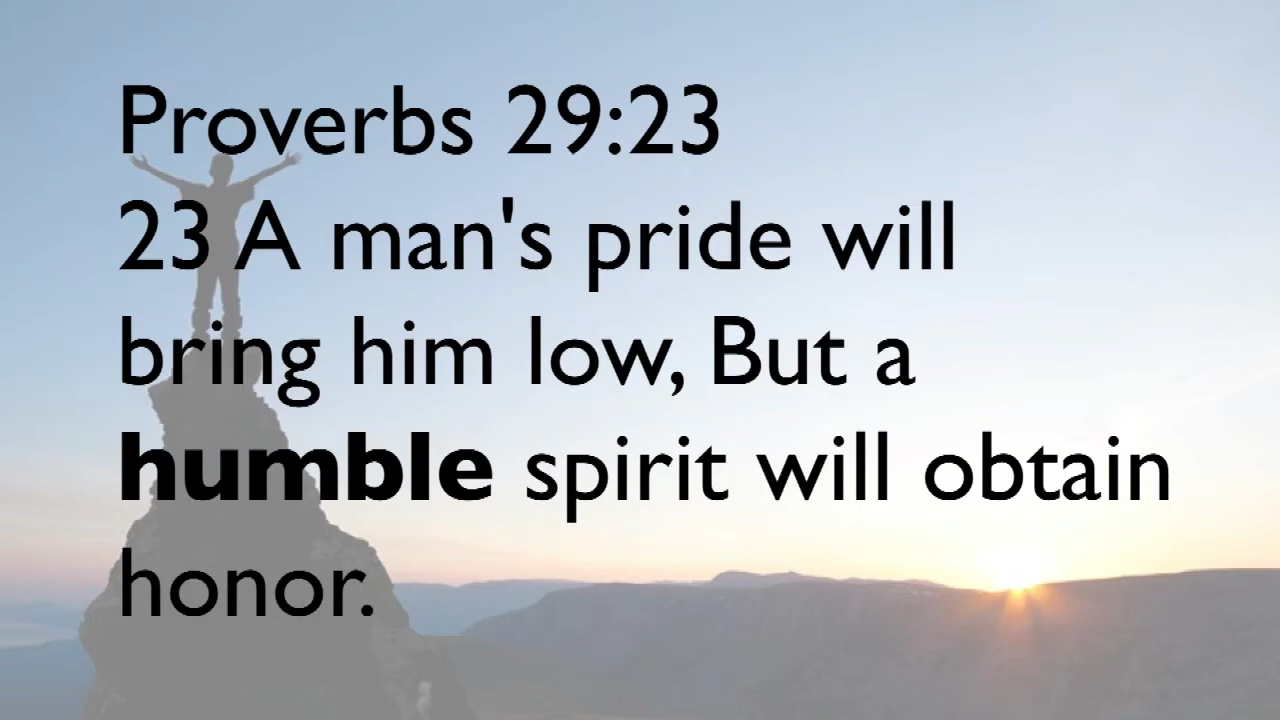 Proverbs 29:23
23 A man's pride will
bring him low, But a
humble spirit will obtain
honor.